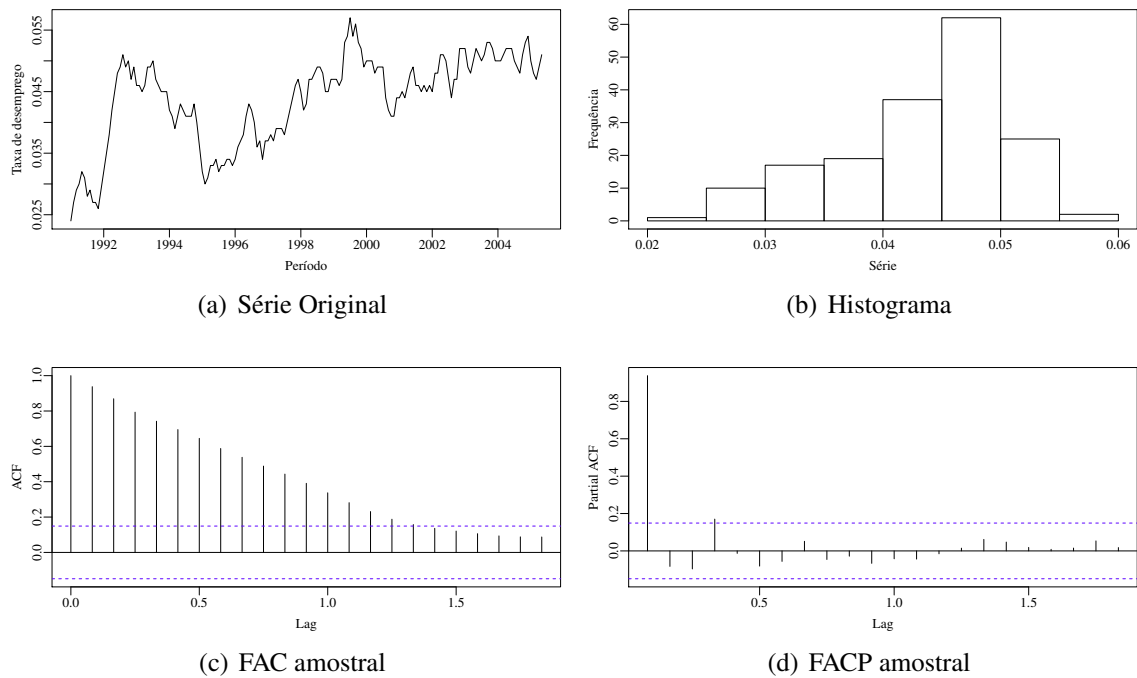 Taxa de desemprego
0.025 0.035 0.045 0.055
1992 1994 1996 1998 2000 2002 2004
Período
(a) Série Original
Frequência
0 10 20 30 40 50 60
0.02 0.03 0.04 0.05 0.06
Série
(b) Histograma
ACF
0.0 0.2 0.4 0.6 0.8 1.0
0.0 0.5 1.0 1.5
Lag
(c) FAC amostral
Partial ACF
0.0 0.2 0.4 0.6 0.8
0.5 1.0 1.5
Lag
(d) FACP amostral